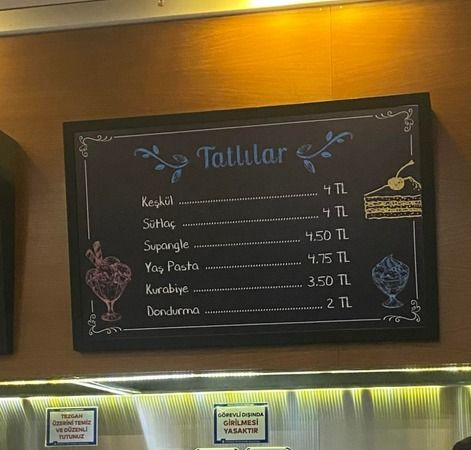 Tatlılar
Keşkül ........................................ 4 TL
Sütlaç ........................................ 4 TL
Supangle .................................. 4.50 TL
Yaş Pasta ................................. 4.75 TL
Kurabiye .................................. 3.50 TL
Dondurma ................................... 2 TL
TEZGAH
ÜZERİNİ TEMİZ
VE DÜZENLİ
TUTUNUZ
GÖREVLİ DIŞINDA
GİRİLMESİ
YASAKTIR